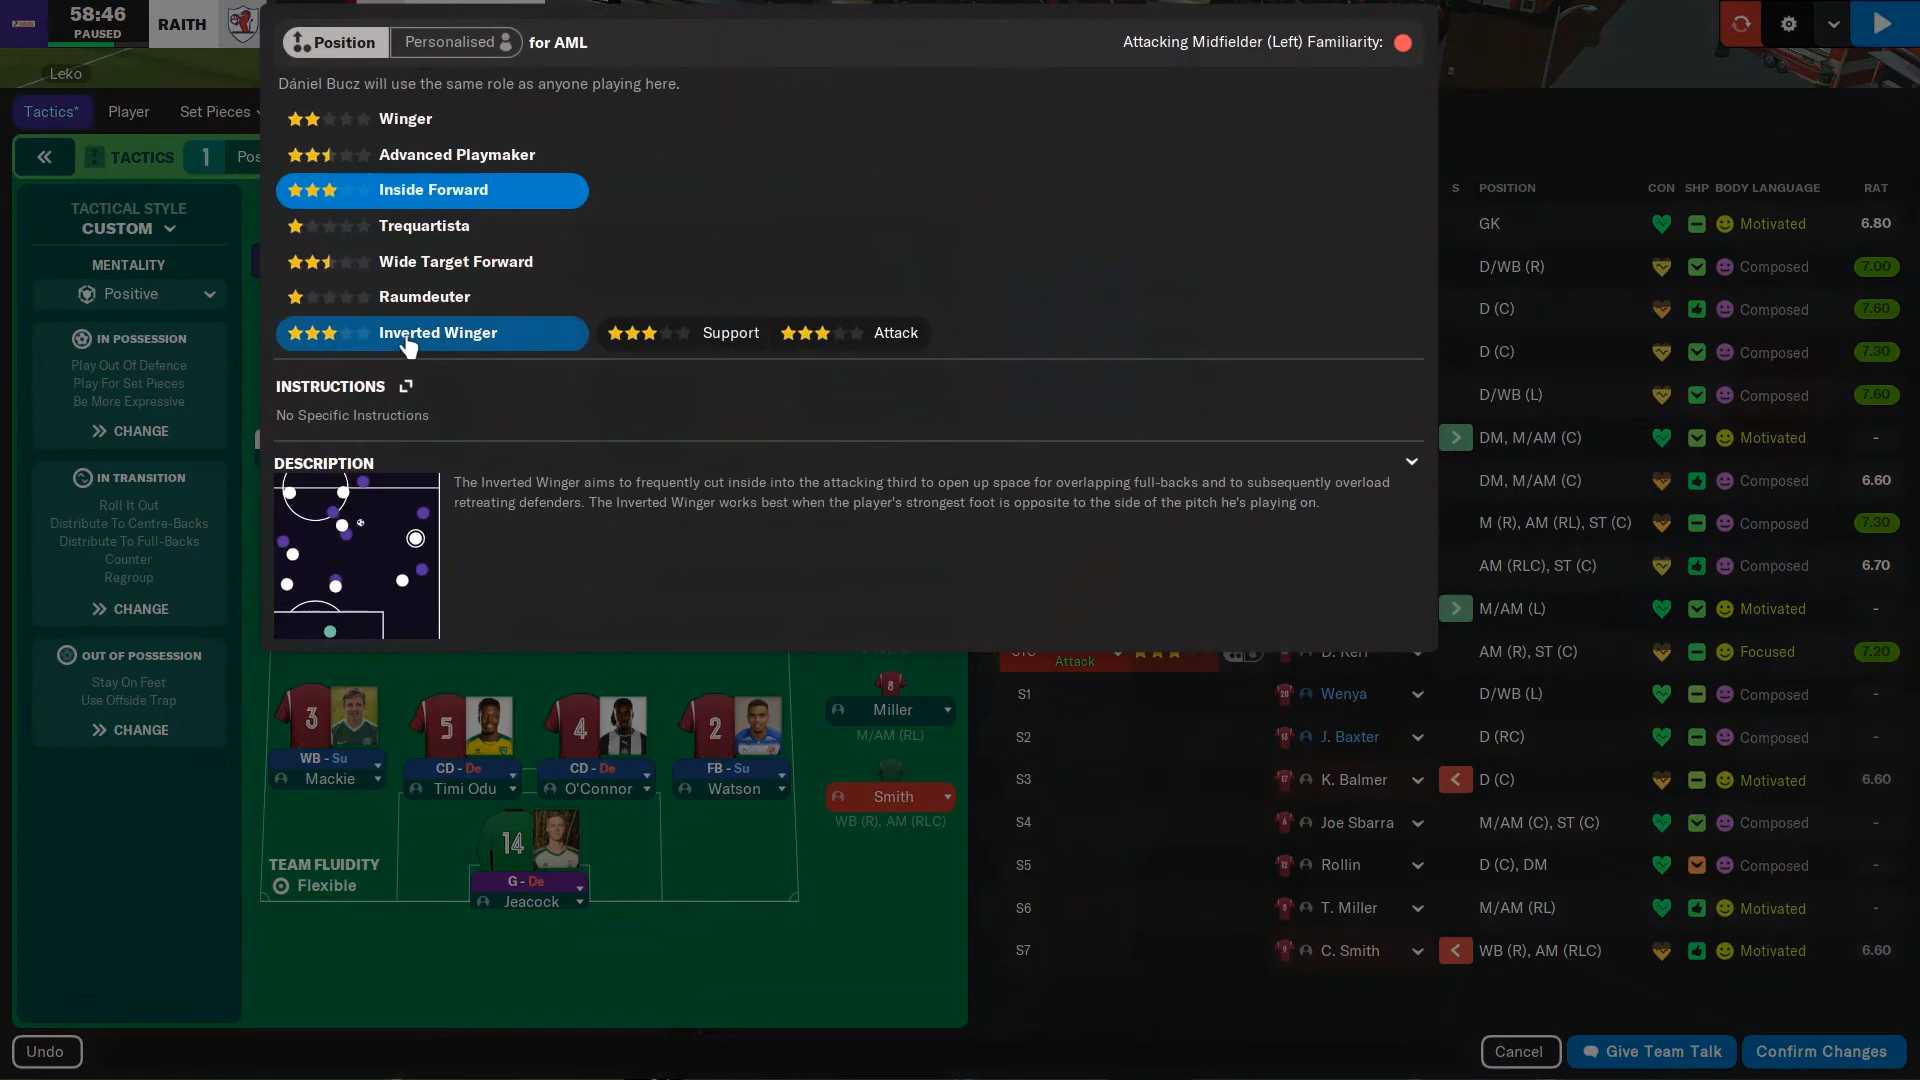 58:46
PAUSED
RAITH
Leko
Tactics*
Player
Set Pieces
Position
Personalised
for AML
Attacking Midfielder (Left) Familiarity:
Dániel Bucz will use the same role as anyone playing here.
Winger
Advanced Playmaker
Inside Forward
Trequartista
Wide Target Forward
Raumdeuter
Inverted Winger
Support
Attack
INSTRUCTIONS
No Specific Instructions
DESCRIPTION
The Inverted Winger aims to frequently cut inside into the attacking third to open up space for overlapping full-backs and to subsequently overload
retreating defenders. The Inverted Winger works best when the player's strongest foot is opposite to the side of the pitch he's playing on.
TACTICS
1
Pos
TACTICAL STYLE
CUSTOM
MENTALITY
Positive
IN POSSESSION
Play Out Of Defence
Play For Set Pieces
Be More Expressive
CHANGE
IN TRANSITION
Roll It Out
Distribute To Centre-Backs
Distribute To Full-Backs
Counter
Regroup
CHANGE
OUT OF POSSESSION
Stay On Feet
Use Offside Trap
CHANGE
3
WB - Su
Mackie
5
CD - De
Timi Odu
4
CD - De
O'Connor
2
FB - Su
Watson
14
G - De
Jeacock
TEAM FLUIDITY
Flexible
8
Miller
M/AM (RL)
Smith
WB (R), AM (RLC)
S POSITION CON SHP BODY LANGUAGE RAT
GK Motivated 6.80
D/WB (R) Composed 7.00
D (C) Composed 7.60
D (C) Composed 7.30
D/WB (L) Composed 7.60
DM, M/AM (C) Motivated -
DM, M/AM (C) Composed 6.60
M (R), AM (RL), ST (C) Composed 7.30
AM (RLC), ST (C) Composed 6.70
M/AM (L) Motivated -
Attack D. Kerr AM (R), ST (C) Focused 7.20
S1 20 Wenya D/WB (L) Composed -
S2 J. Baxter D (RC) Composed -
S3 K. Balmer D (C) Motivated 6.60
S4 Joe Sbarra M/AM (C), ST (C) Composed -
S5 Rollin D (C), DM Composed -
S6 T. Miller M/AM (RL) Motivated -
S7 C. Smith WB (R), AM (RLC) Motivated 6.60
Undo
Cancel
Give Team Talk
Confirm Changes